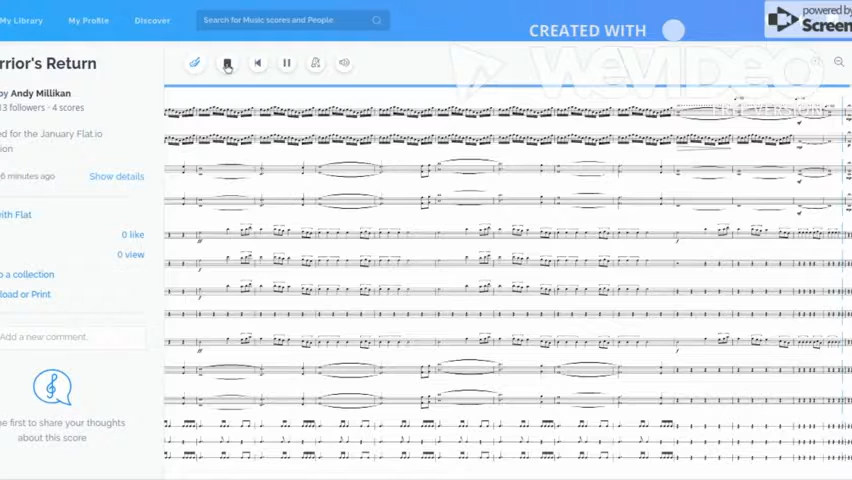 My Library
My Profile
Discover
Search for Music scores and People.
CREATED WITH
WEVIDEO
FREE VERSION
powered by
Screen
rrior's Return
by Andy Millikan
13 followers · 4 scores
ed for the January Flat.io
ion
6 minutes ago
Show details
with Flat
0 like
0 view
o a collection
load or Print
Add a new comment.
e first to share your thoughts
about this score